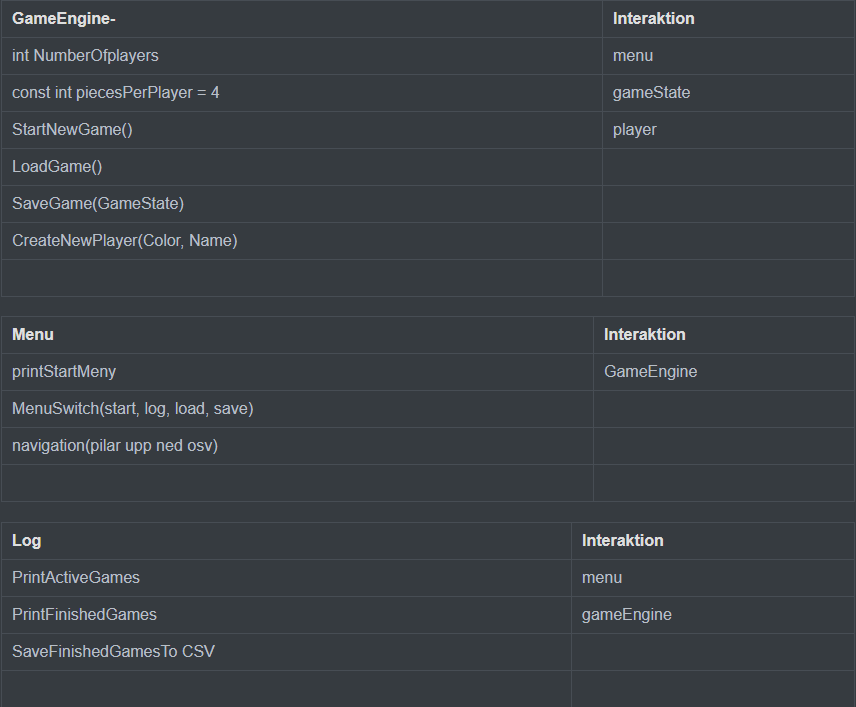 GameEngine- Interaktion
int NumberOfplayers menu
const int piecesPerPlayer = 4 gameState
StartNewGame() player
LoadGame()
SaveGame(GameState)
CreateNewPlayer(Color, Name)
Menu Interaktion
printStartMeny GameEngine
MenuSwitch(start, log, load, save)
navigation(pilar upp ned osv)
Log Interaktion
PrintActiveGames menu
PrintFinishedGames gameEngine
SaveFinishedGamesTo CSV